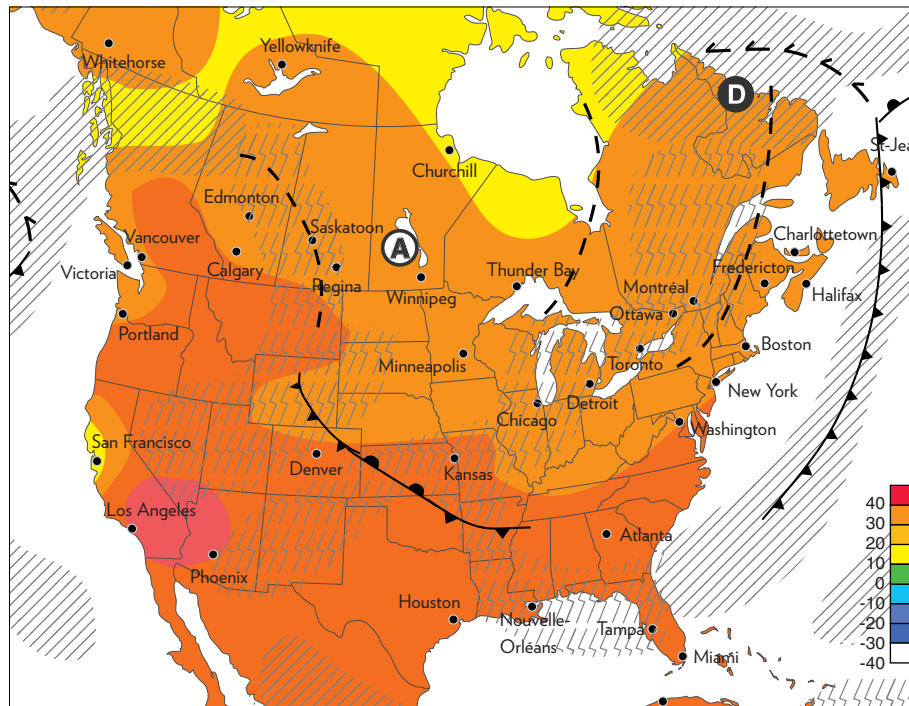 Whitehorse
Yellowknife
D
Churchill
St-Jea
Edmonton
Saskatoon
A
Vancouver
Charlottetown
Victoria
Calgary
Regina
Winnipeg
Thunder Bay
Montréal
Fredericton
Halifax
Portland
Ottawa
Minneapolis
Toronto
Boston
New York
Detroit
Chicago
Washington
San Francisco
Denver
Kansas
Los Angeles
Atlanta
Phoenix
Houston
Nouvelle-
Orléans
Tampa
Miami
40
30
20
10
0
-10
-20
-30
-40